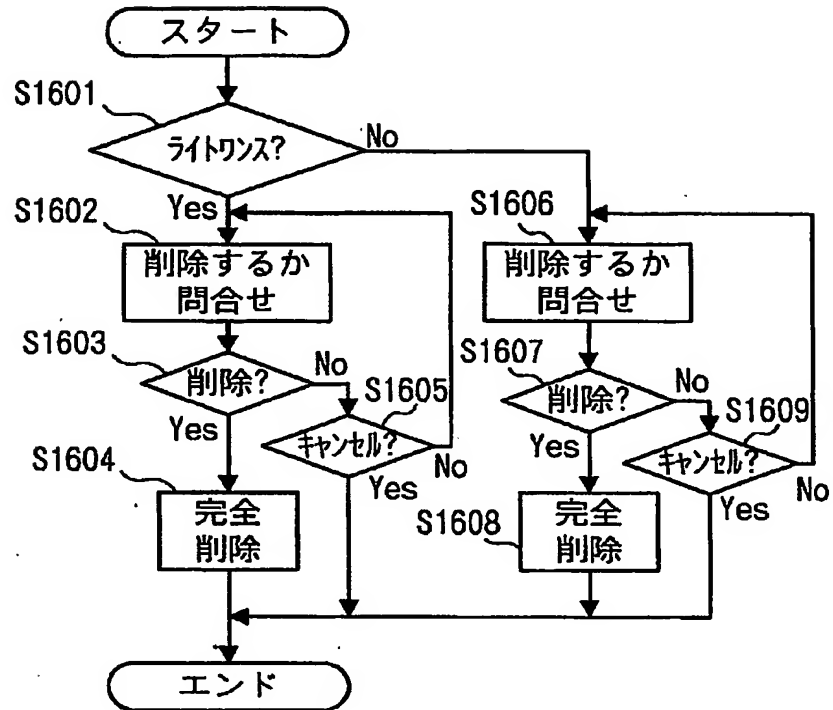 スタート
S1601
ライトワンス?
No
Yes
S1602
削除するか
問合せ
S1603
削除?
No
Yes
S1605
キャンセル?
No
Yes
S1604
完全
削除
S1606
削除するか
問合せ
S1607
削除?
No
Yes
S1609
キャンセル?
No
Yes
S1608
完全
削除
エンド